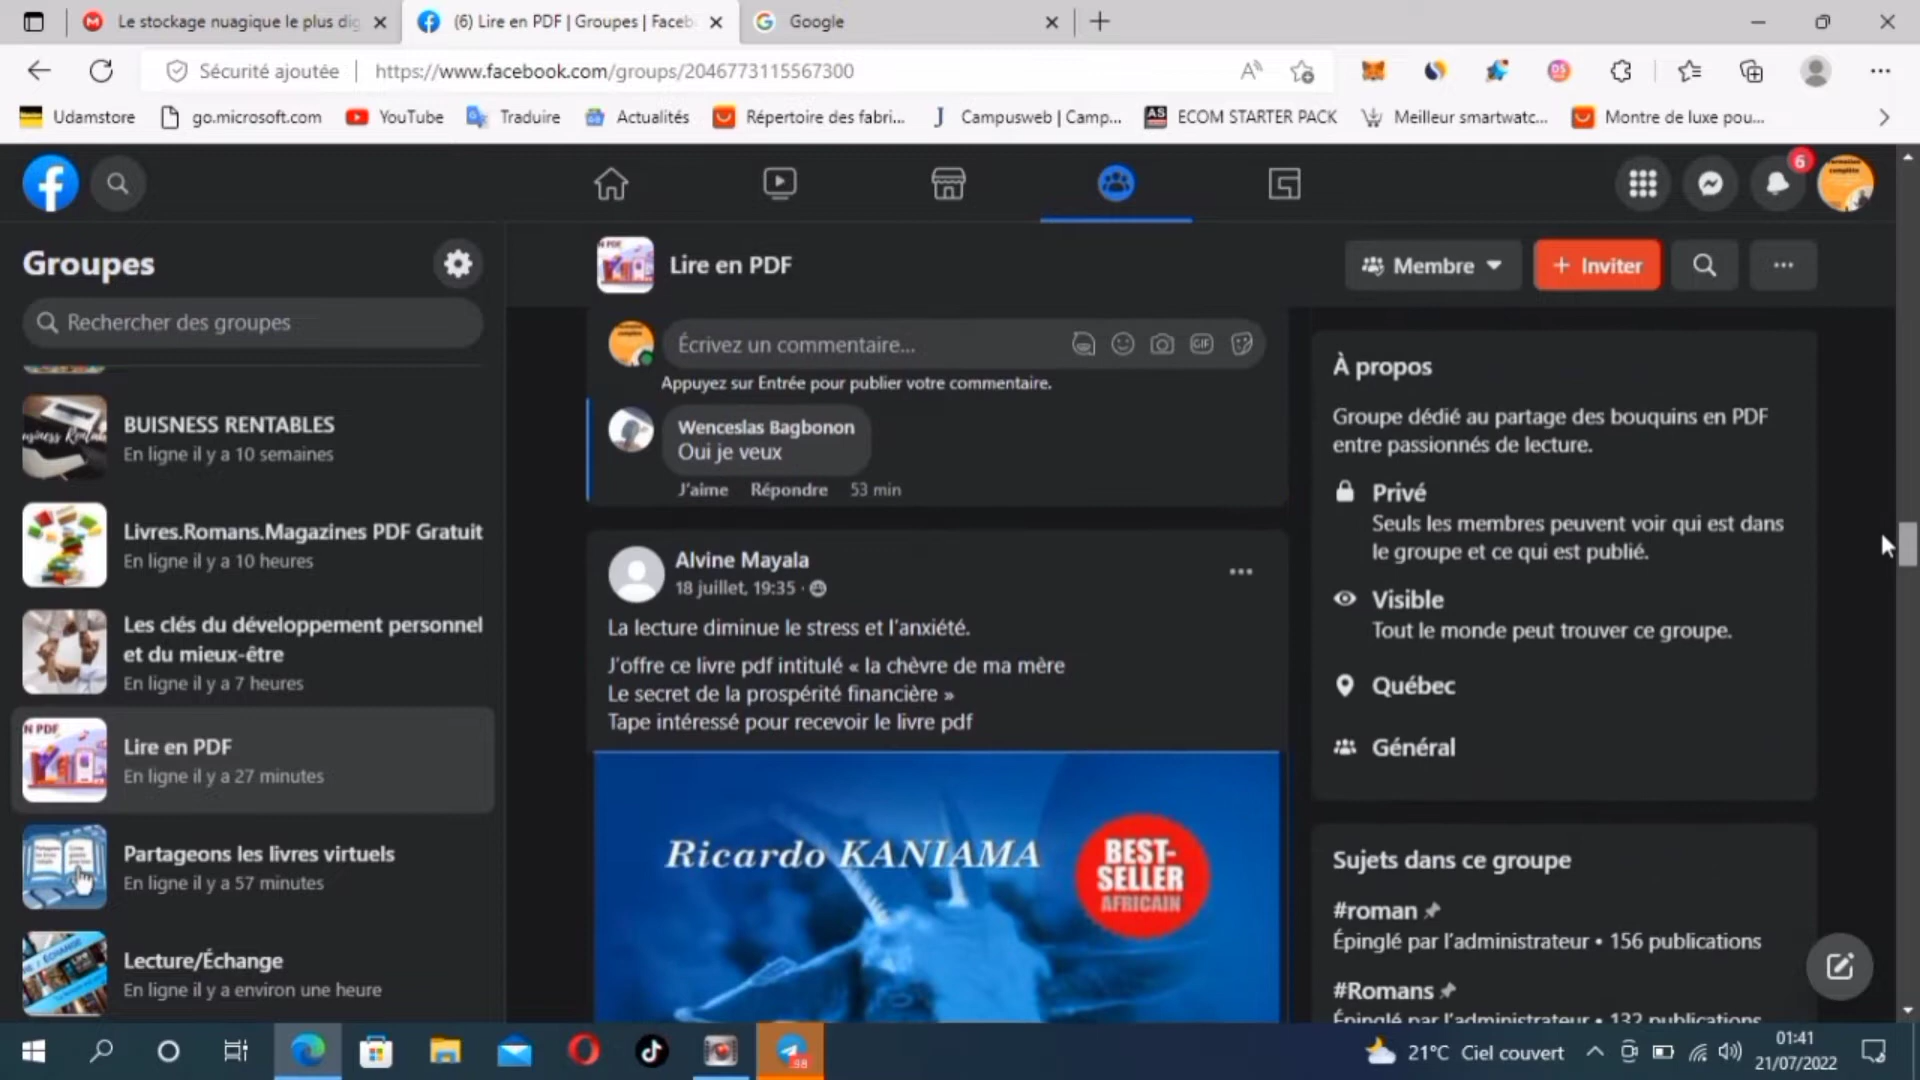 Le stockage nuagique le plus dig
(6) Lire en PDF | Groupes | Faceb
Google
Sécurité ajoutée
https://www.facebook.com/groups/2046773115567300
Udamstore
go.microsoft.com
YouTube
Traduire
Actualités
Répertoire des fabri...
Campusweb | Camp...
ECOM STARTER PACK
Meilleur smartwatc...
Montre de luxe pou...
6
Groupes
Rechercher des groupes
BUISNESS RENTABLES
En ligne il y a 10 semaines
Livres.Romans.Magazines PDF Gratuit
En ligne il y a 10 heures
Les clés du développement personnel
et du mieux-être
En ligne il y a 7 heures
Lire en PDF
En ligne il y a 27 minutes
Partageons les livres virtuels
En ligne il y a 57 minutes
Lecture/Échange
En ligne il y a environ une heure
Lire en PDF
Membre
+ Inviter
Écrivez un commentaire...
GIF
Appuyez sur Entrée pour publier votre commentaire.
Wenceslas Bagbonon
Oui je veux
J'aime Répondre 53 min
Alvine Mayala
18 juillet, 19:35 ·
La lecture diminue le stress et l'anxiété.
J'offre ce livre pdf intitulé « la chèvre de ma mère
Le secret de la prospérité financière »
Tape intéressé pour recevoir le livre pdf
Ricardo KANIAMA
BEST-
SELLER
AFRICAIN
À propos
Groupe dédié au partage des bouquins en PDF
entre passionnés de lecture.
Privé
Seuls les membres peuvent voir qui est dans
le groupe et ce qui est publié.
Visible
Tout le monde peut trouver ce groupe.
Québec
Général
Sujets dans ce groupe
#roman
Épinglé par l'administrateur • 156 publications
#Romans
Épinglé par l'administrateur • 132 publications
98
21°C Ciel couvert
01:41
21/07/2022